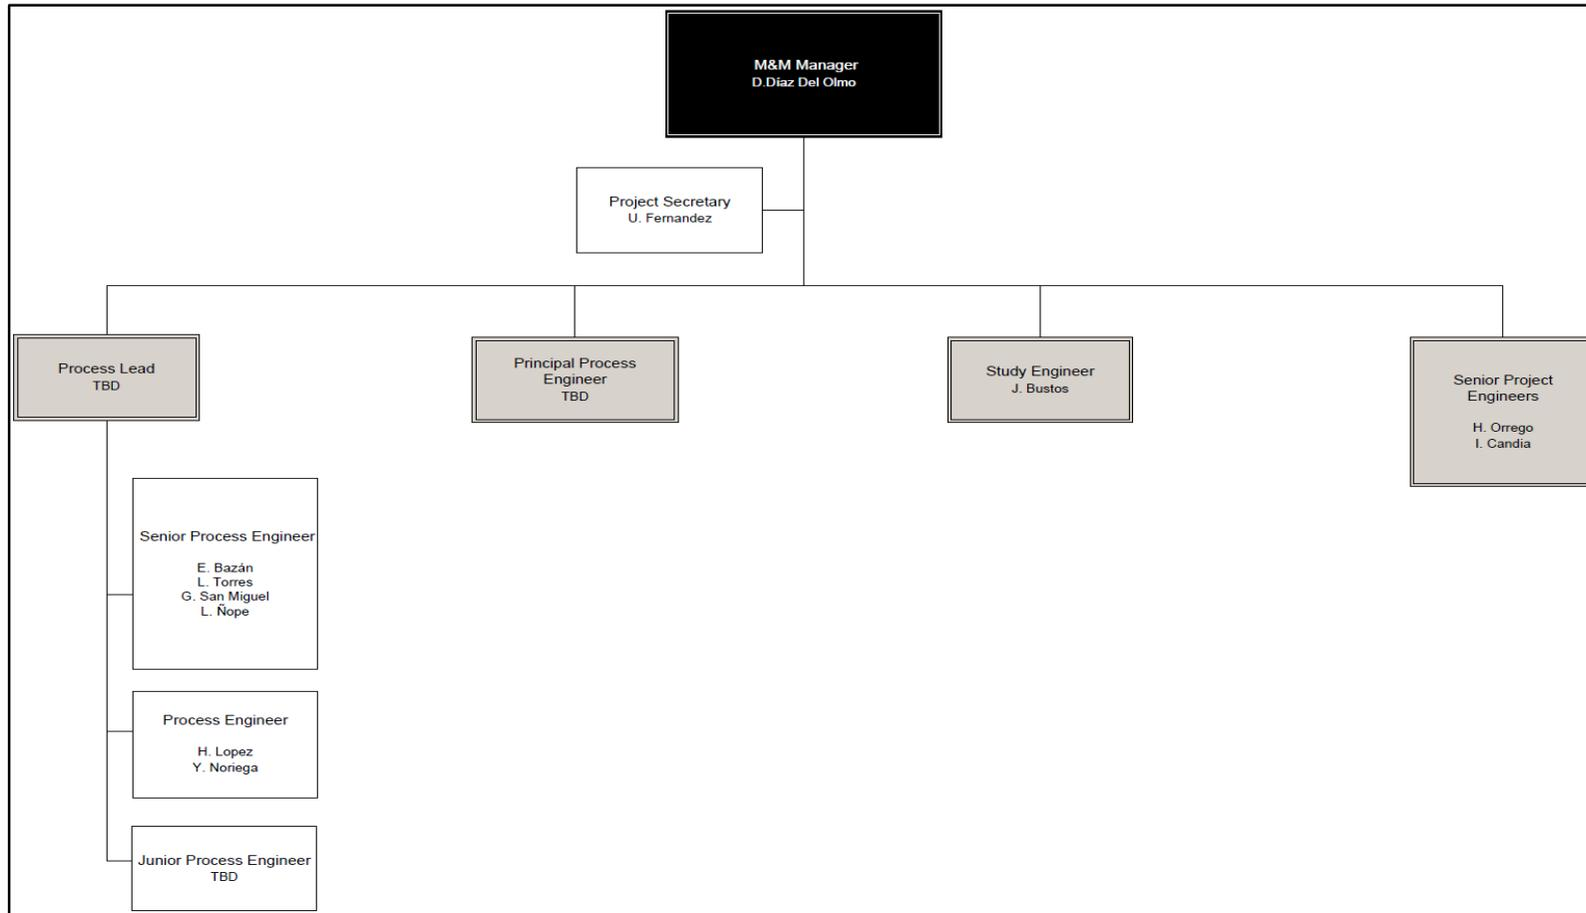 M&M Manager
D.Díaz Del Olmo
Project Secretary
U. Fernandez
Process Lead
TBD
Principal Process
Engineer
TBD
Study Engineer
J. Bustos
Senior Project
Engineers
H. Orrego
I. Candia
Senior Process Engineer
E. Bazán
L. Torres
G. San Miguel
L. Ñope
Process Engineer
H. Lopez
Y. Noriega
Junior Process Engineer
TBD